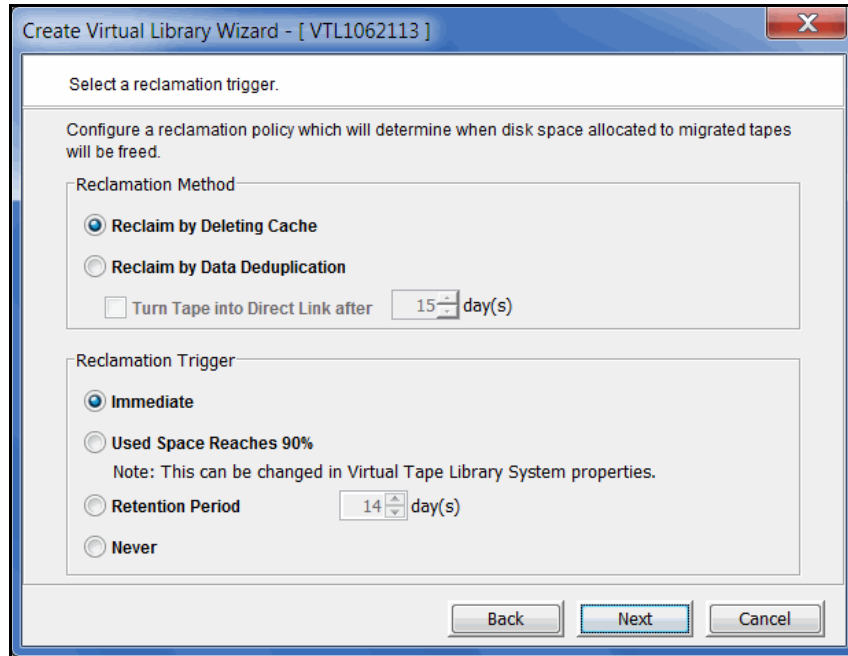 Create Virtual Library Wizard - [ VTL1062113 ]
Select a reclamation trigger.
Configure a reclamation policy which will determine when disk space allocated to migrated tapes
will be freed.
Reclamation Method
Reclaim by Deleting Cache
Reclaim by Data Deduplication
Turn Tape into Direct Link after 15 day(s)
Reclamation Trigger
Immediate
Used Space Reaches 90%
Note: This can be changed in Virtual Tape Library System properties.
Retention Period 14 day(s)
Never
Back Next Cancel